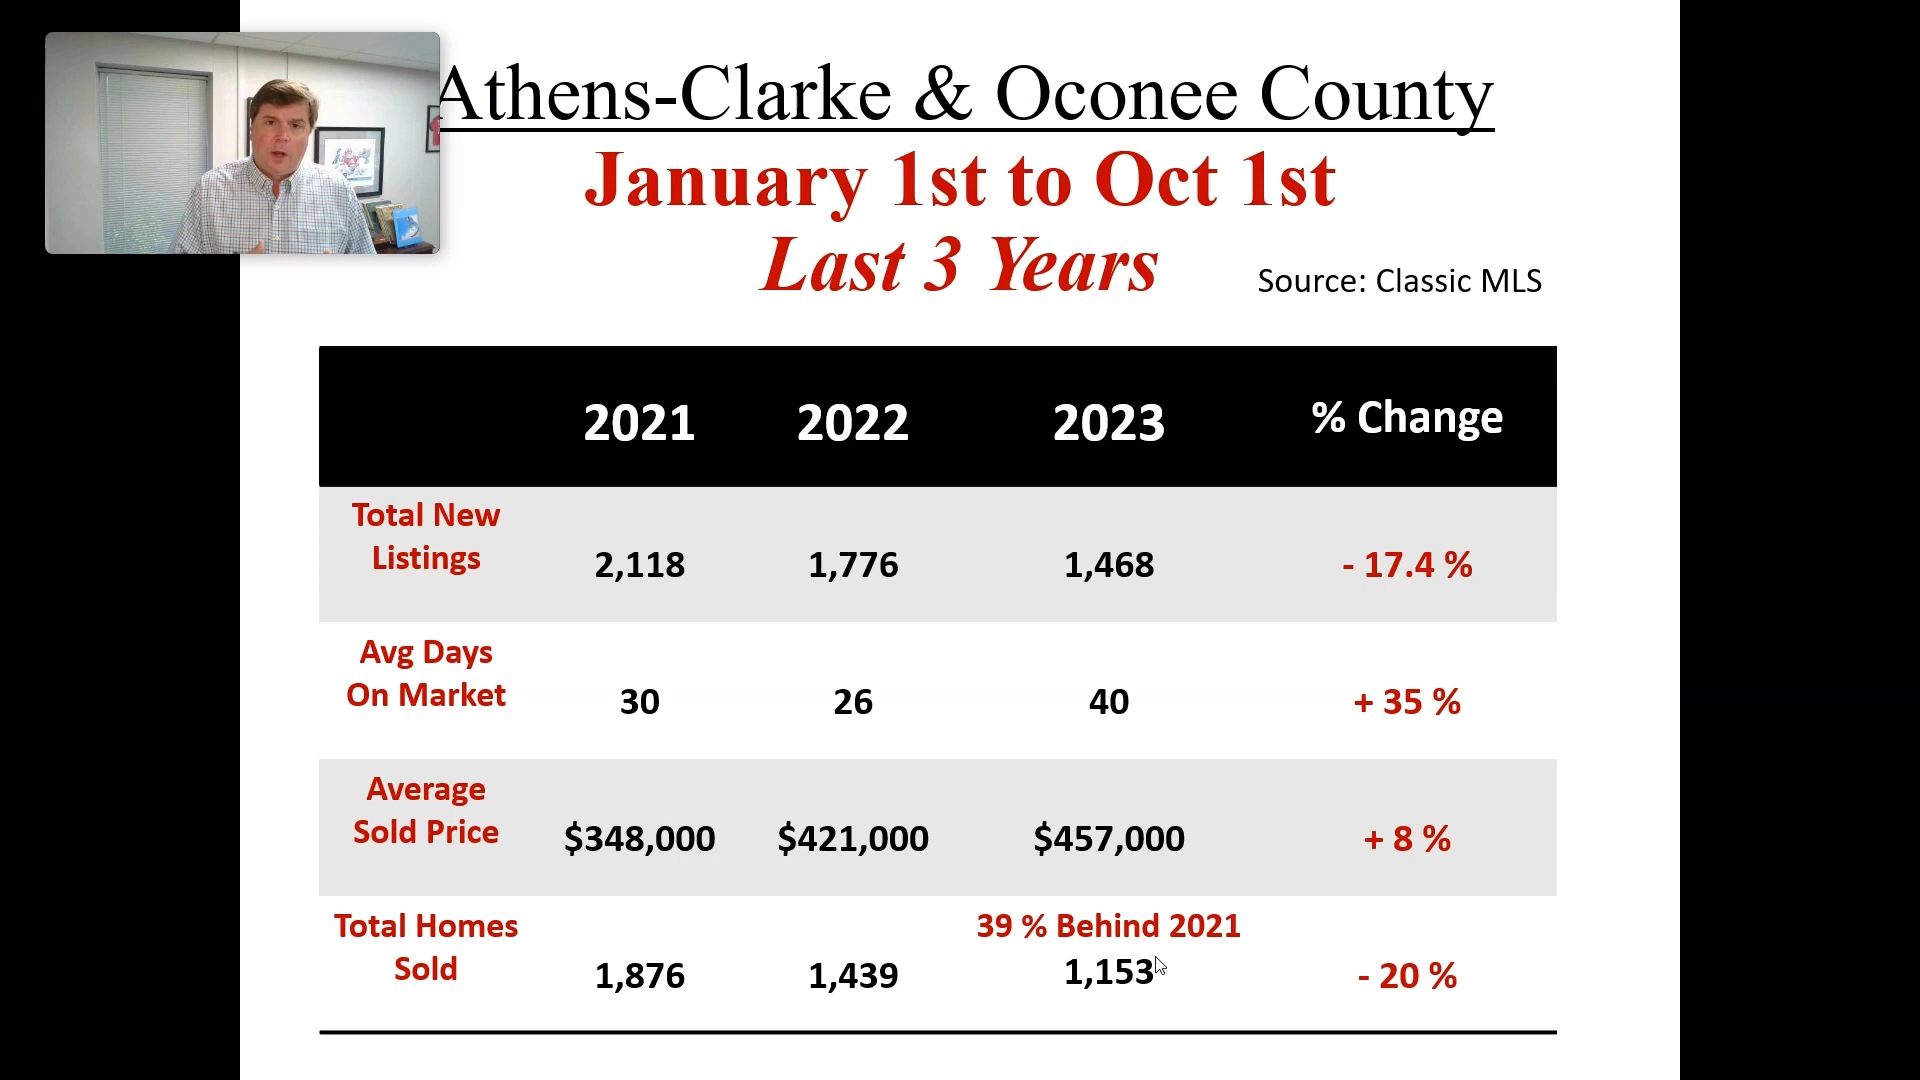 Athens-Clarke & Oconee County
January 1st to Oct 1st
Last 3 Years
Source: Classic MLS
2021 2022 2023 % Change
Total New
Listings
2,118 1,776 1,468 - 17.4 %
Avg Days
On Market
30 26 40 + 35 %
Average
Sold Price
$348,000 $421,000 $457,000 + 8 %
Total Homes
Sold
39 % Behind 2021
1,876 1,439 1,153 - 20 %